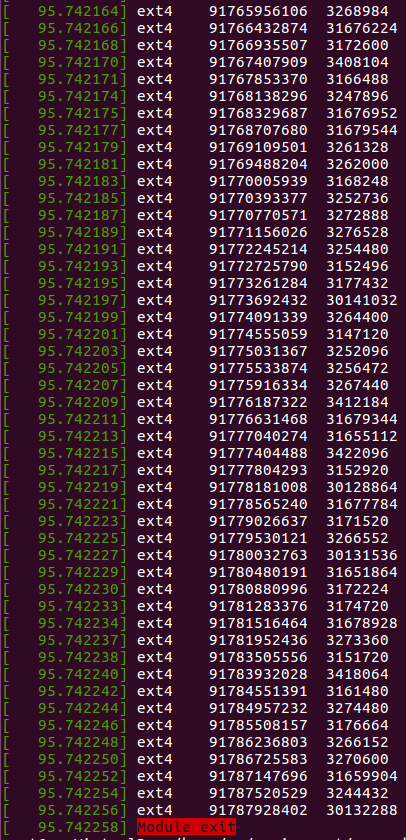 [   95.742164] ext4    91765956106  3268984
[   95.742166] ext4    91766432874  31676224
[   95.742168] ext4    91766935507  3172600
[   95.742170] ext4    91767407909  3408104
[   95.742171] ext4    91767853370  3166488
[   95.742174] ext4    91768138296  3247896
[   95.742175] ext4    91768329687  31676952
[   95.742177] ext4    91768707680  31679544
[   95.742179] ext4    91769109501  3261328
[   95.742181] ext4    91769488204  3262000
[   95.742183] ext4    91770005939  3168248
[   95.742185] ext4    91770393377  3252736
[   95.742187] ext4    91770770571  3272888
[   95.742189] ext4    91771156026  3276528
[   95.742191] ext4    91772245214  3254480
[   95.742193] ext4    91772725790  3152496
[   95.742195] ext4    91773261284  3177432
[   95.742197] ext4    91773692432  30141032
[   95.742199] ext4    91774091339  3264400
[   95.742201] ext4    91774555059  3147120
[   95.742203] ext4    91775031367  3252096
[   95.742205] ext4    91775533874  3256472
[   95.742207] ext4    91775916334  3267440
[   95.742209] ext4    91776187322  3412184
[   95.742211] ext4    91776631468  31679344
[   95.742213] ext4    91777040274  31655112
[   95.742215] ext4    91777404488  3422096
[   95.742217] ext4    91777804293  3152920
[   95.742219] ext4    91778181008  30128864
[   95.742221] ext4    91778565240  31677784
[   95.742223] ext4    91779026637  3171520
[   95.742225] ext4    91779530121  3266552
[   95.742227] ext4    91780032763  30131536
[   95.742229] ext4    91780480191  31651864
[   95.742230] ext4    91780880996  3172224
[   95.742233] ext4    91781283376  3174720
[   95.742234] ext4    91781516464  31678928
[   95.742237] ext4    91781952436  3273360
[   95.742238] ext4    91783505556  3151720
[   95.742240] ext4    91783932028  3418064
[   95.742242] ext4    91784551391  3161480
[   95.742244] ext4    91784957232  3274480
[   95.742246] ext4    91785508157  3176664
[   95.742248] ext4    91786236803  3266152
[   95.742250] ext4    91786725583  3270600
[   95.742252] ext4    91787147696  31659904
[   95.742254] ext4    91787520529  3244432
[   95.742256] ext4    91787928402  30132288
[   95.742258] Module exit